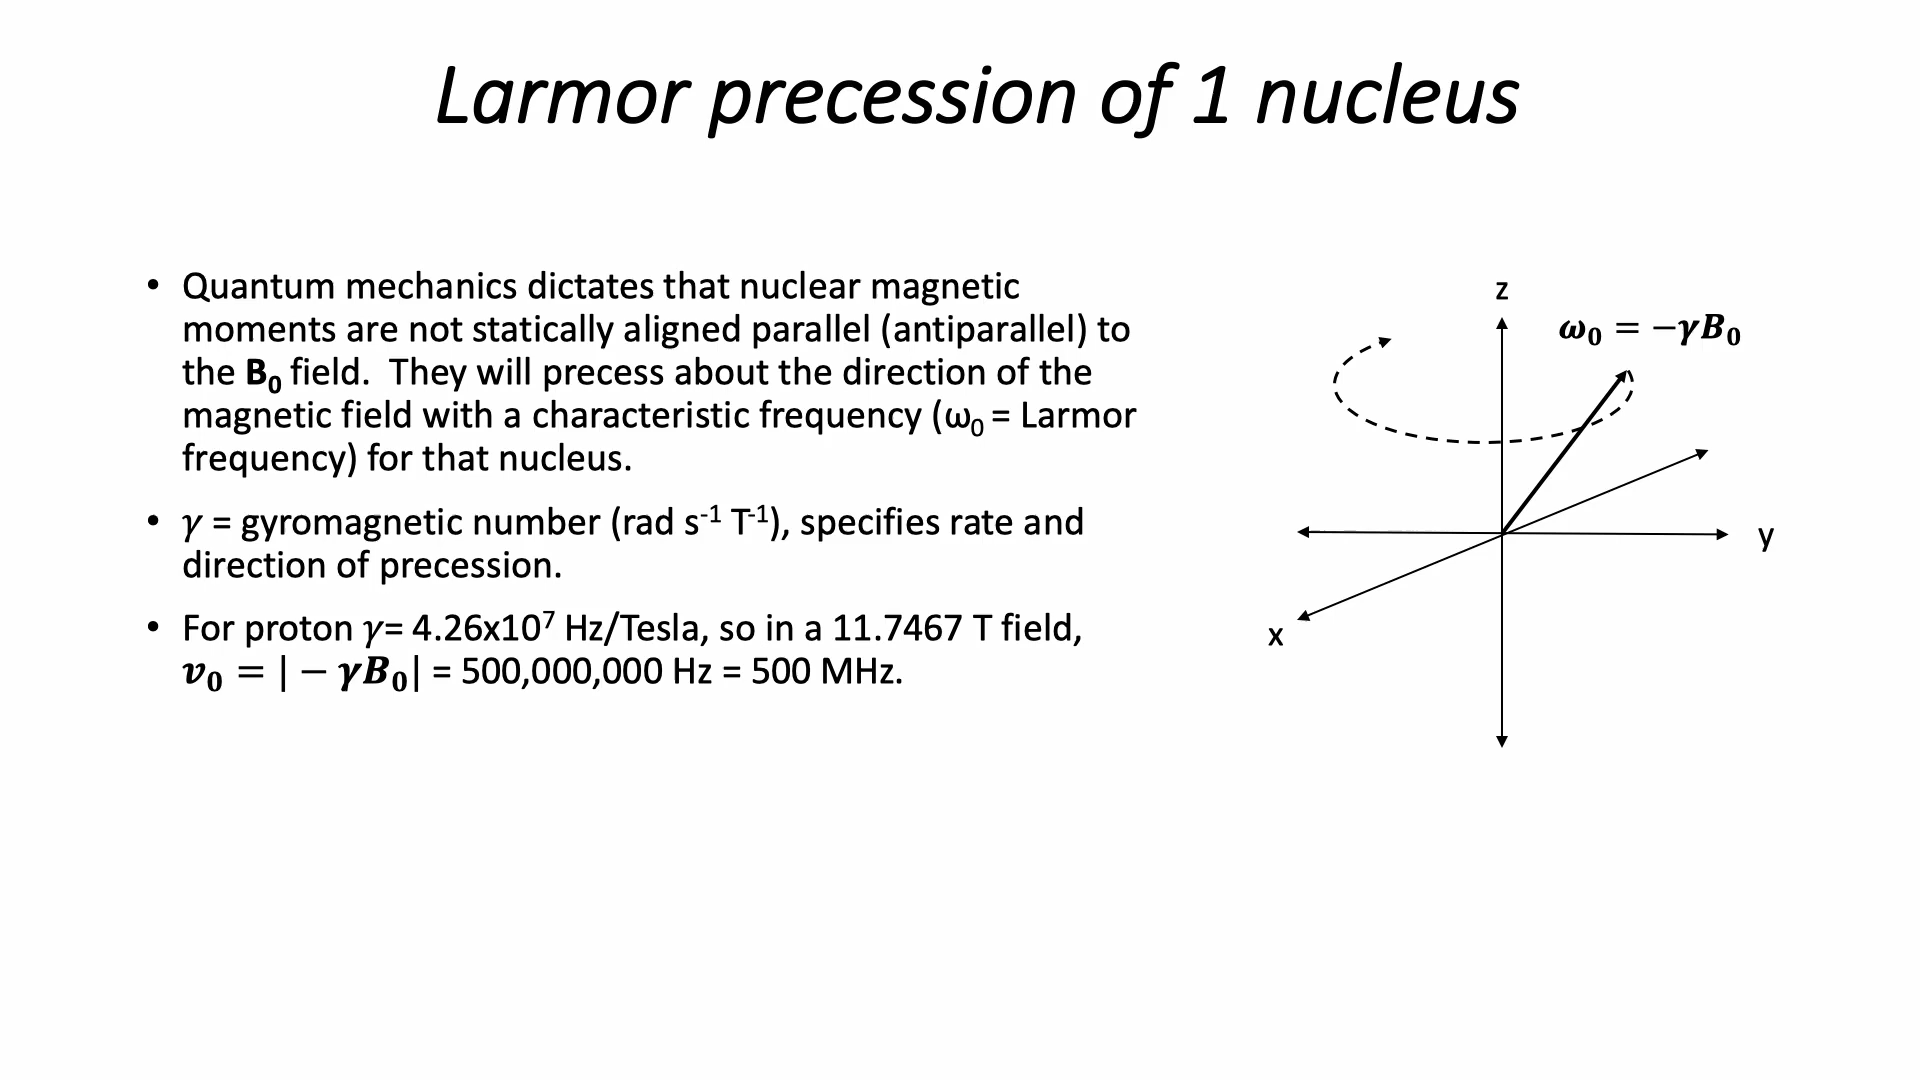 Larmor precession of 1 nucleus
• Quantum mechanics dictates that nuclear magnetic
moments are not statically aligned parallel (antiparallel) to
the B₀ field.  They will precess about the direction of the
magnetic field with a characteristic frequency (ω₀ = Larmor
frequency) for that nucleus.
• γ = gyromagnetic number (rad s⁻¹ T⁻¹), specifies rate and
direction of precession.
• For proton γ= 4.26x10⁷ Hz/Tesla, so in a 11.7467 T field,
𝝊₀ = |−γB₀| = 500,000,000 Hz = 500 MHz.
z
ω₀ = −γB₀
y
x